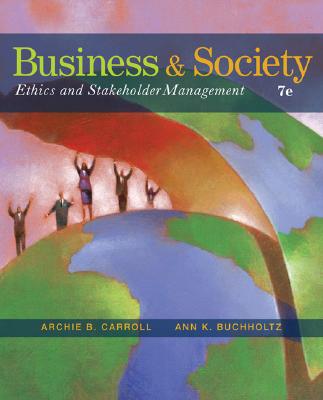 Business & Society
Ethics and Stakeholder Management 7e
ARCHIE B. CARROLL ANN K. BUCHHOLTZ